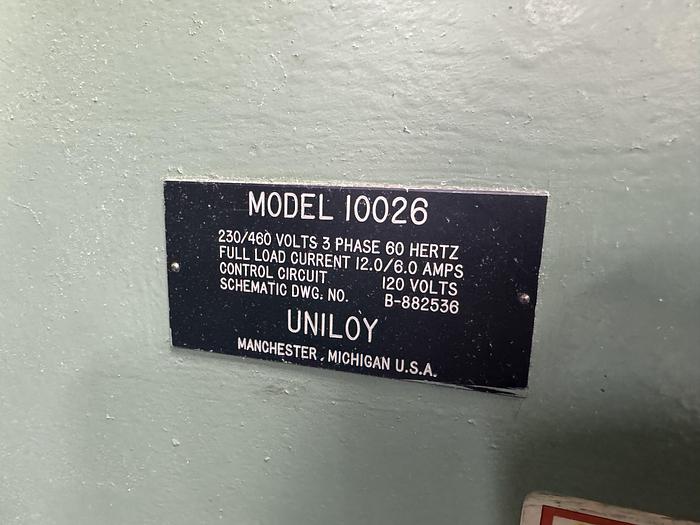 MODEL 10026
230/460 VOLTS 3 PHASE 60 HERTZ
FULL LOAD CURRENT 12.0/6.0 AMPS
CONTROL CIRCUIT 120 VOLTS
SCHEMATIC DWG. NO. B-882536
UNILOY
MANCHESTER, MICHIGAN U.S.A.